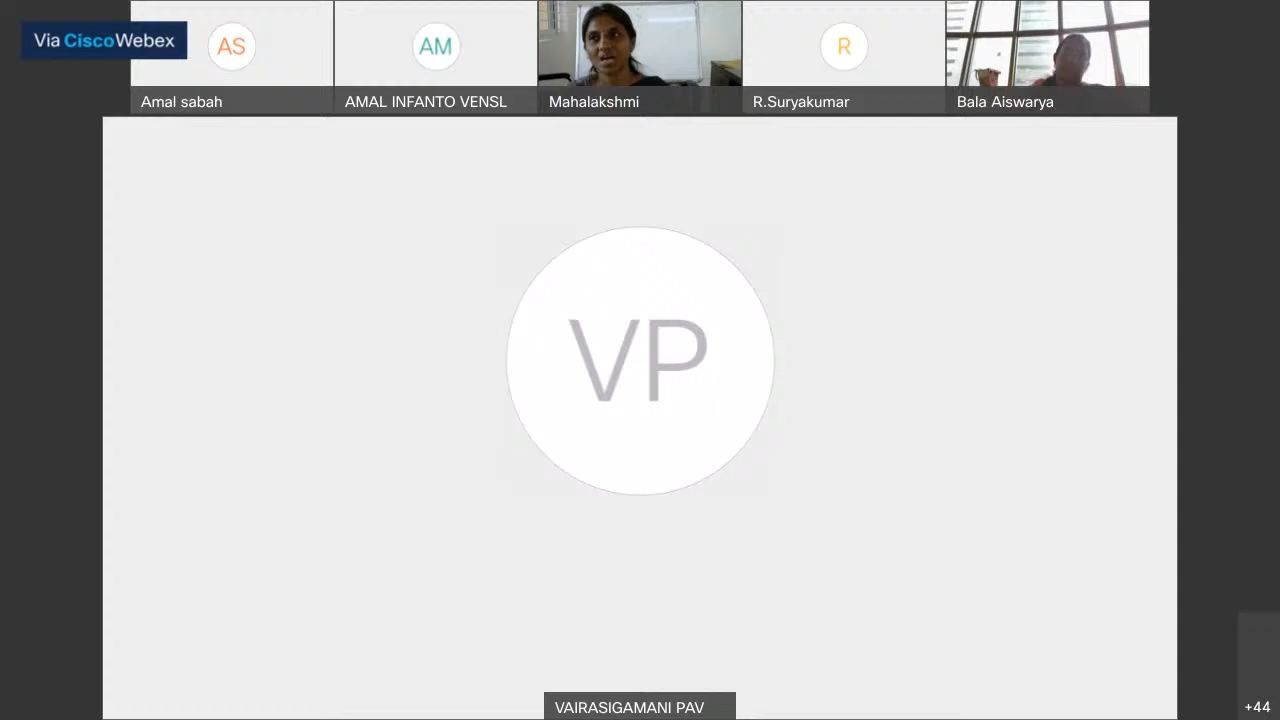 Via CiscoWebex
AS
AM
R
Amal sabah
AMAL INFANTO VENSL
Mahalakshmi
R.Suryakumar
Bala Aiswarya
VP
VAIRASIGAMANI PAV
+44